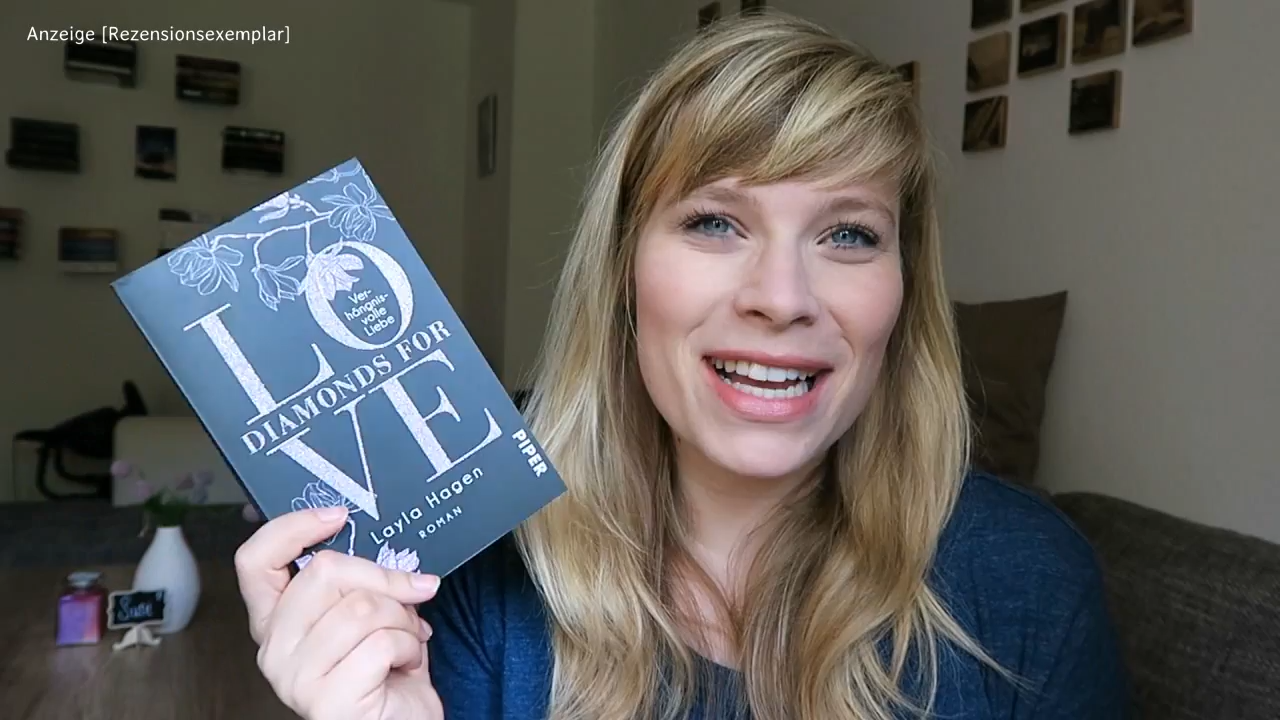 Anzeige [Rezensionsexemplar]
LO
Ver-
hängnis-
volle
Liebe
DIAMONDS FOR
VE
PIPER
Layla Hagen
ROMAN
Susi